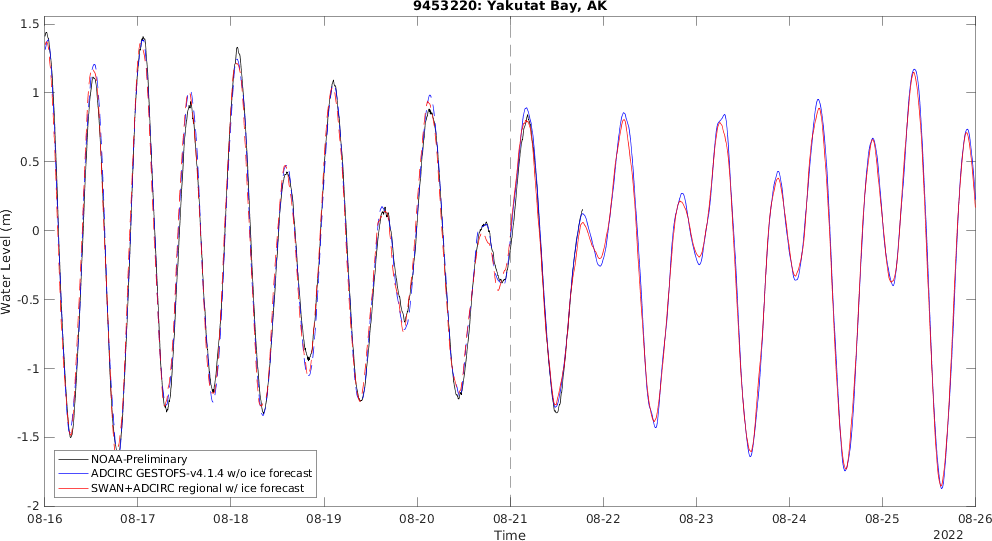 9453220: Yakutat Bay, AK
Water Level (m)
1.5
1
0.5
0
-0.5
-1
-1.5
-2
NOAA-Preliminary
ADCIRC GESTOFS-v4.1.4 w/o ice forecast
SWAN+ADCIRC regional w/ ice forecast
08-16 08-17 08-18 08-19 08-20 08-21 08-22 08-23 08-24 08-25 08-26
Time
2022